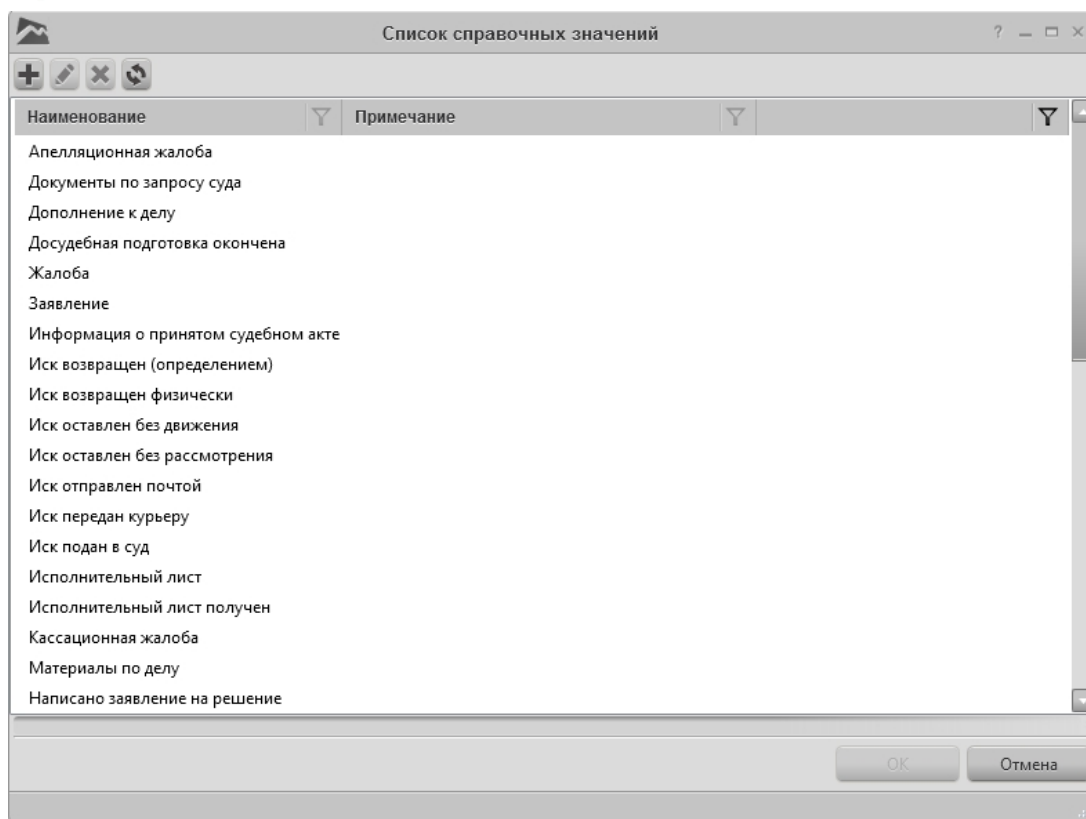 Список справочных значений
?
Наименование Примечание
Апелляционная жалоба
Документы по запросу суда
Дополнение к делу
Досудебная подготовка окончена
Жалоба
Заявление
Информация о принятом судебном акте
Иск возвращен (определением)
Иск возвращен физически
Иск оставлен без движения
Иск оставлен без рассмотрения
Иск отправлен почтой
Иск передан курьеру
Иск подан в суд
Исполнительный лист
Исполнительный лист получен
Кассационная жалоба
Материалы по делу
Написано заявление на решение
ОК Отмена